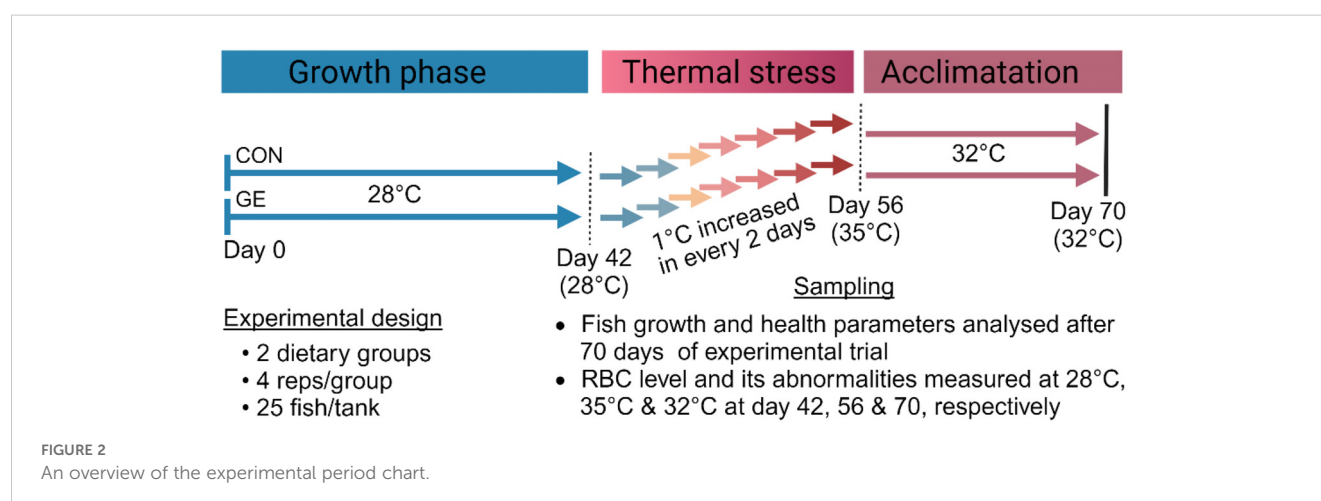 Growth phase
Thermal stress
Acclimatation
CON
28°C
GE
Day 0
Day 42
(28°C)
1°C increased
in every 2 days
Day 56
(35°C)
32°C
Day 70
(32°C)
Experimental design
• 2 dietary groups
• 4 reps/group
• 25 fish/tank
Sampling
• Fish growth and health parameters analysed after
70 days of experimental trial
• RBC level and its abnormalities measured at 28°C,
35°C & 32°C at day 42, 56 & 70, respectively
FIGURE 2
An overview of the experimental period chart.